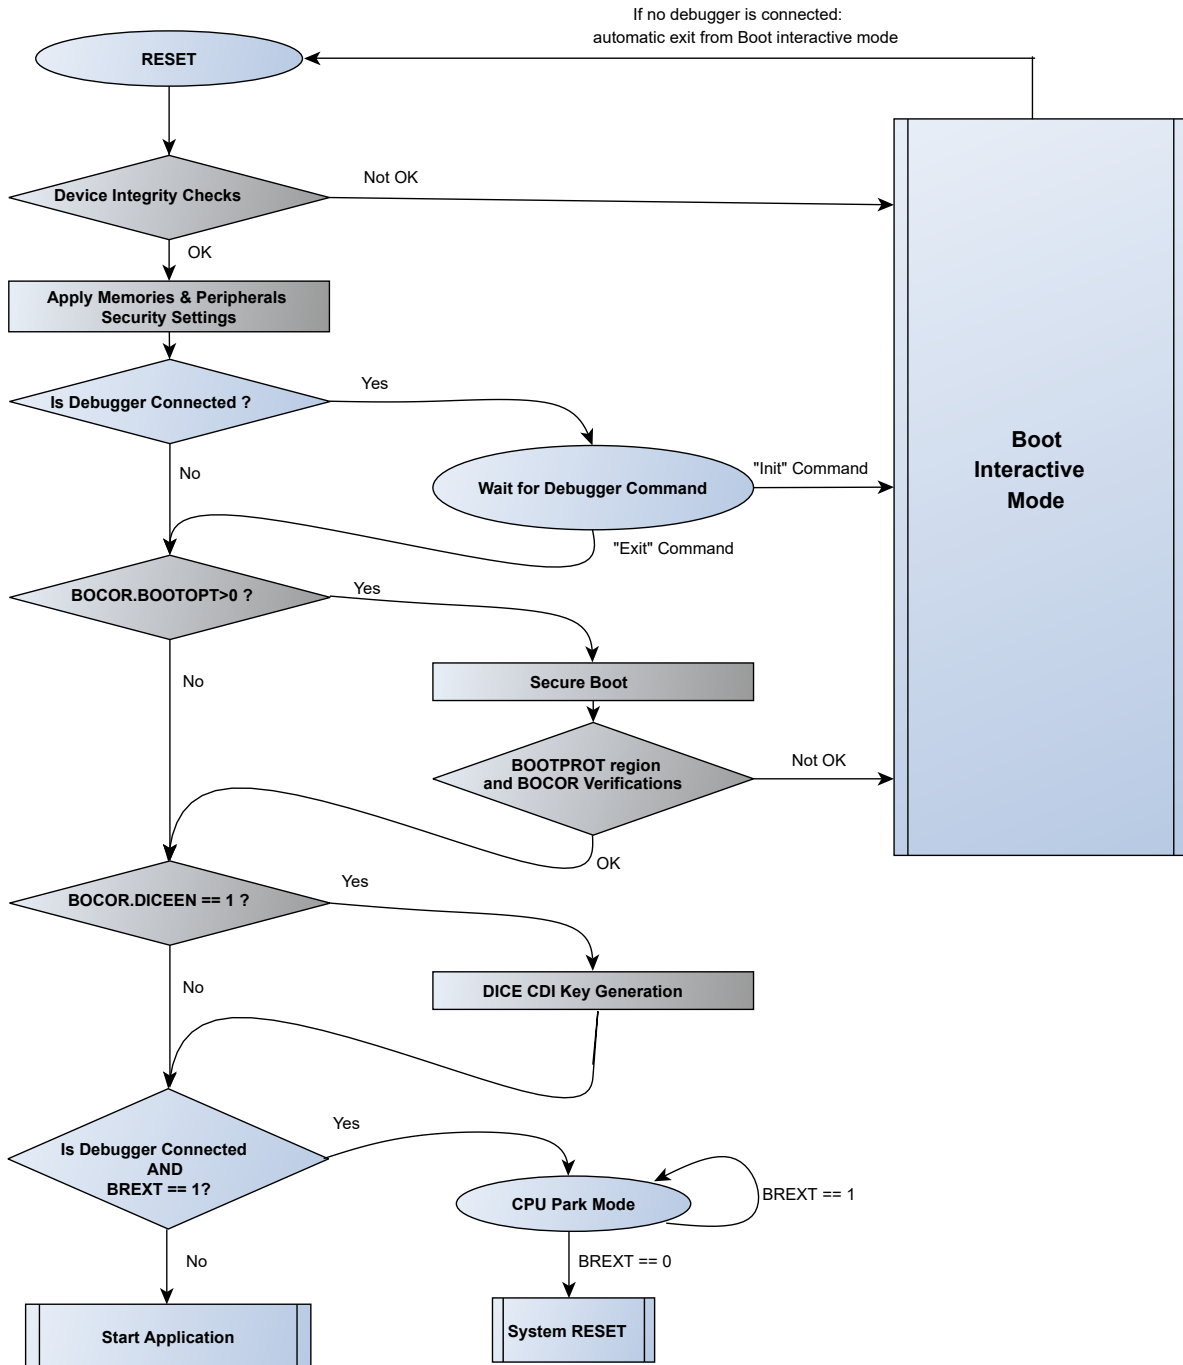 If no debugger is connected:
automatic exit from Boot interactive mode
RESET
Device Integrity Checks
Not OK
OK
Apply Memories & Peripherals
Security Settings
Is Debugger Connected ?
Yes
No
Wait for Debugger Command
"Init" Command
"Exit" Command
Boot
Interactive
Mode
BOCOR.BOOTOPT>0 ?
Yes
No
Secure Boot
BOOTPROT region
and BOCOR Verifications
Not OK
OK
BOCOR.DICEEN == 1 ?
Yes
No
DICE CDI Key Generation
Is Debugger Connected
AND
BREXT == 1?
Yes
No
CPU Park Mode
BREXT == 1
BREXT == 0
Start Application
System RESET